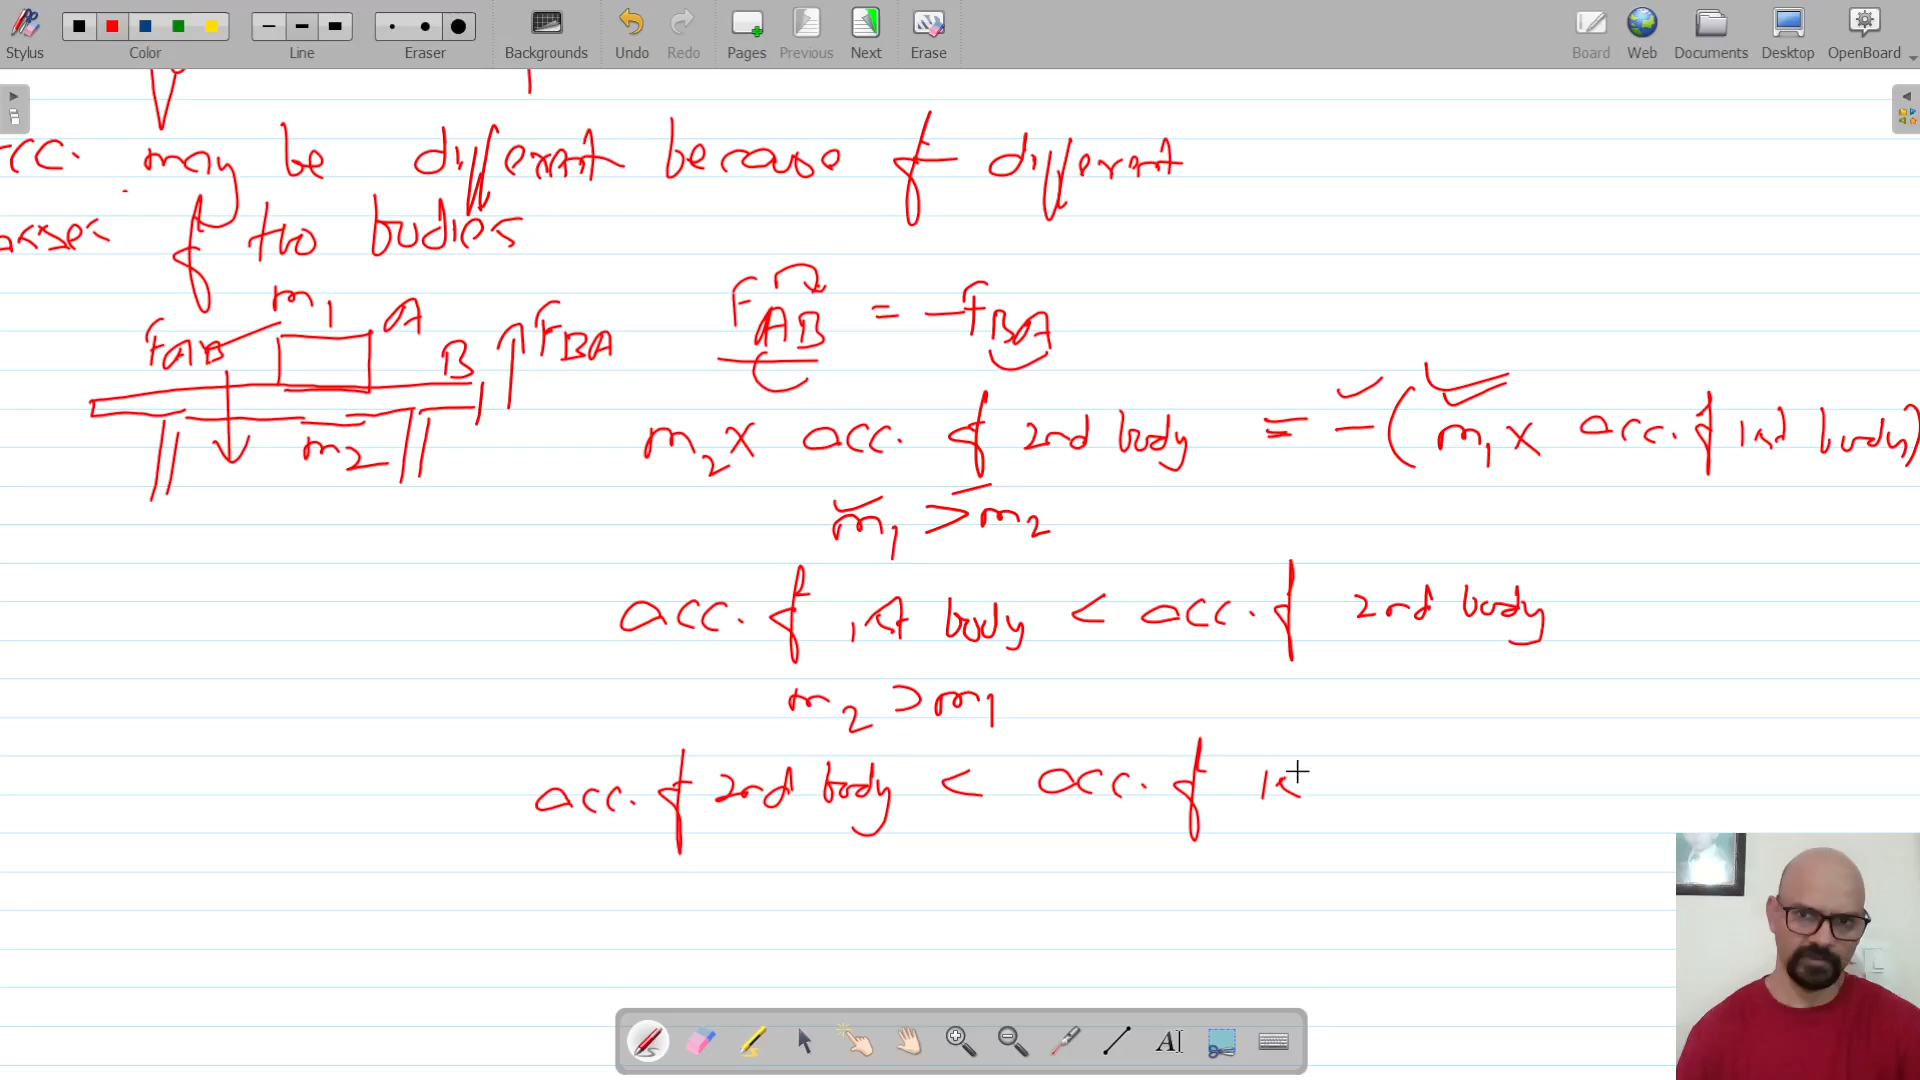 Stylus Color Line Eraser Backgrounds Undo Redo Pages Previous Next Erase Board Web Documents Desktop OpenBoard
acc. may be different because of different
masses of two bodies
m1 A
FAB B FBA
m2
FAB = -FBA
m2 x acc. of 2nd body = -(m1 x acc. of 1st body)
m1 > m2
acc. of 1st body < acc. of 2nd body
m2 > m1
acc. of 2nd body < acc. of 1s